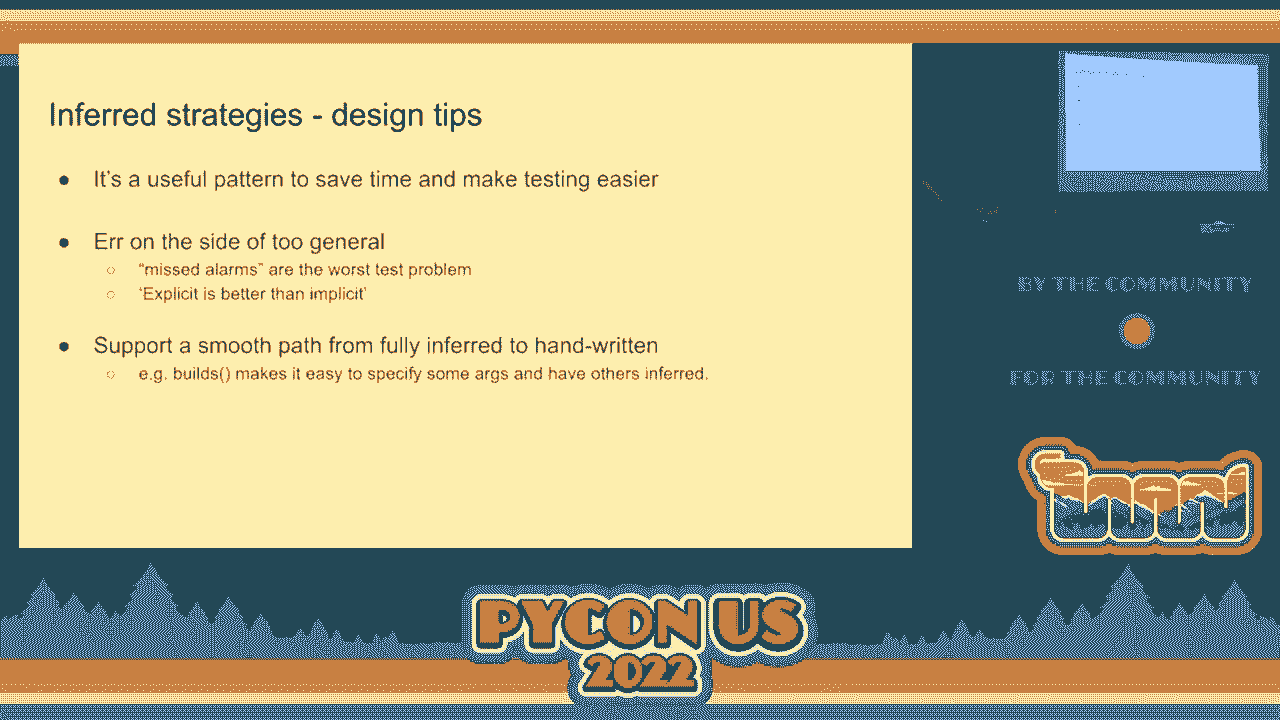 Inferred strategies - design tips
● It’s a useful pattern to save time and make testing easier
● Err on the side of too general
○ “missed alarms” are the worst test problem
○ ‘Explicit is better than implicit’
● Support a smooth path from fully inferred to hand-written
○ e.g. builds() makes it easy to specify some args and have others inferred.
BY THE COMMUNITY
FOR THE COMMUNITY
PYCON US
2022